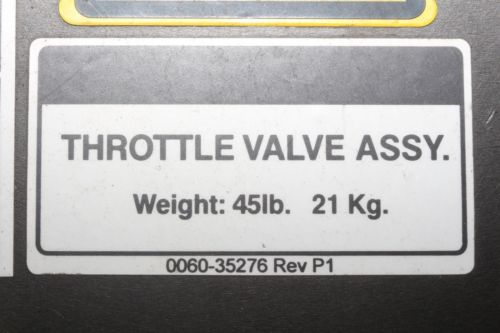 THROTTLE VALVE ASSY.
Weight: 45lb. 21 Kg.
0060-35276 Rev P1